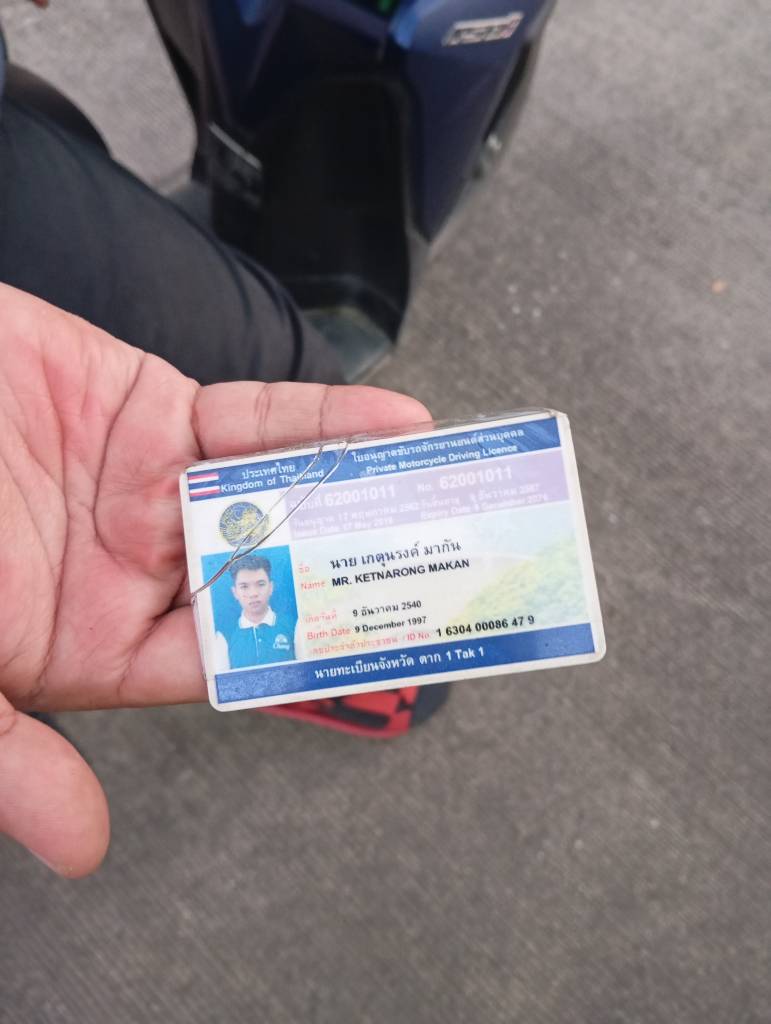 ประเทศไทย
Kingdom of Thailand
ใบอนุญาตขับรถจักรยานยนต์ส่วนบุคคล
Private Motorcycle Driving Licence
ฉบับที่ 62001011 No. 62001011
วันอนุญาต 17 พฤษภาคม 2562 วันสิ้นอายุ ธันวาคม
Issue Date 17 May 2019 Expiry Date December
ชื่อ นาย เกตุนรงค์ มากัน
Name MR. KETNARONG MAKAN
เกิดวันที่ 9 ธันวาคม 2540
Birth Date 9 December 1997
เลขประจำตัวประชาชน / ID No. 1 6304 00086 47 9
นายทะเบียนจังหวัด ตาก 1 Tak 1